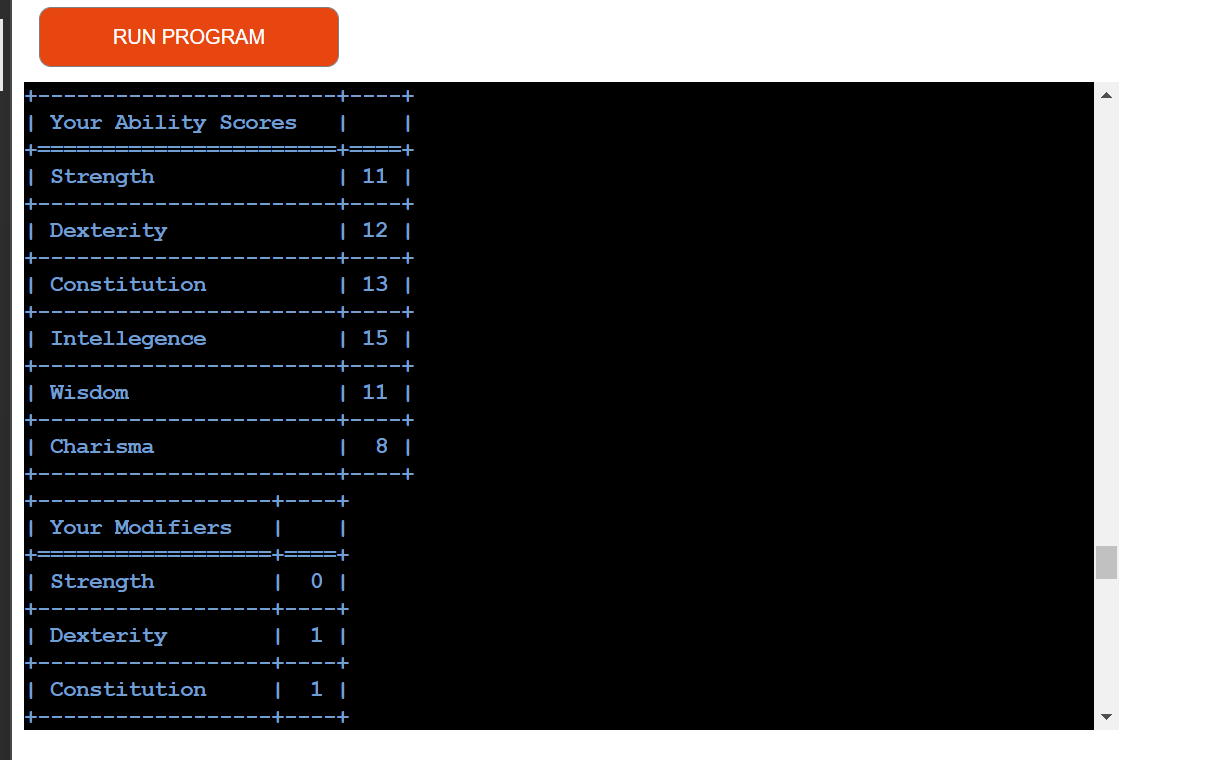 RUN PROGRAM
+-----------------------+----+
| Your Ability Scores   |    |
+=======================+====+
| Strength              | 11 |
+-----------------------+----+
| Dexterity             | 12 |
+-----------------------+----+
| Constitution          | 13 |
+-----------------------+----+
| Intellegence          | 15 |
+-----------------------+----+
| Wisdom                | 11 |
+-----------------------+----+
| Charisma              |  8 |
+-----------------------+----+
+------------------+----+
| Your Modifiers   |    |
+==================+====+
| Strength         |  0 |
+------------------+----+
| Dexterity        |  1 |
+------------------+----+
| Constitution     |  1 |
+------------------+----+